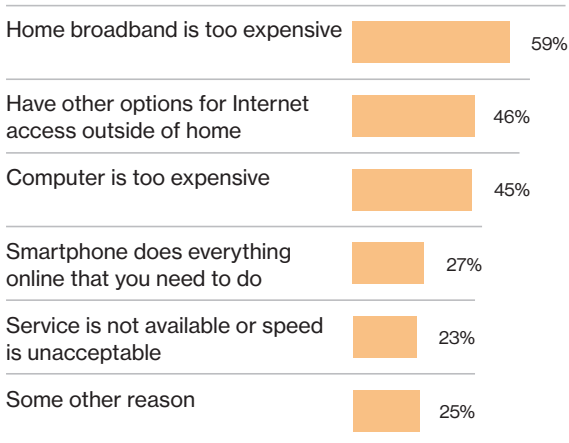 Home broadband is too expensive
59%
Have other options for Internet
access outside of home
46%
Computer is too expensive
45%
Smartphone does everything
online that you need to do
27%
Service is not available or speed
is unacceptable
23%
Some other reason
25%